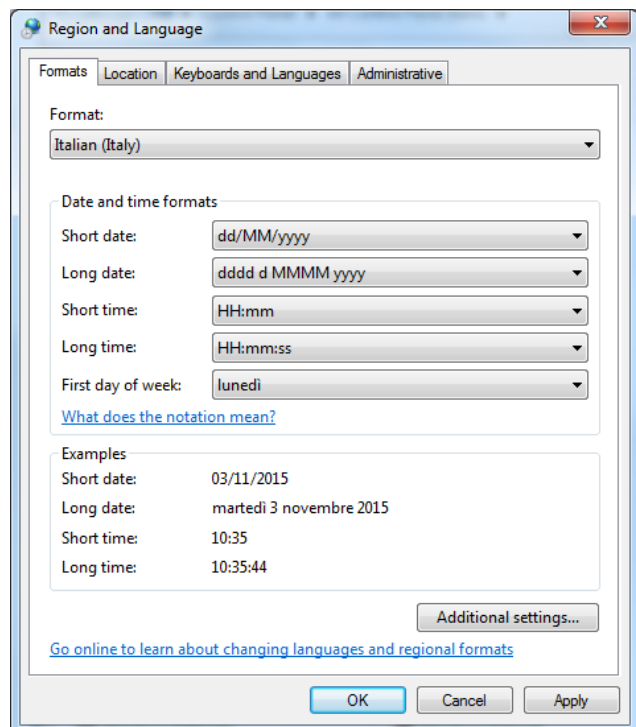 Region and Language
Formats Location Keyboards and Languages Administrative
Format:
Italian (Italy)
Date and time formats
Short date: dd/MM/yyyy
Long date: dddd d MMMM yyyy
Short time: HH:mm
Long time: HH:mm:ss
First day of week: lunedì
What does the notation mean?
Examples
Short date: 03/11/2015
Long date: martedì 3 novembre 2015
Short time: 10:35
Long time: 10:35:44
Additional settings...
Go online to learn about changing languages and regional formats
OK Cancel Apply